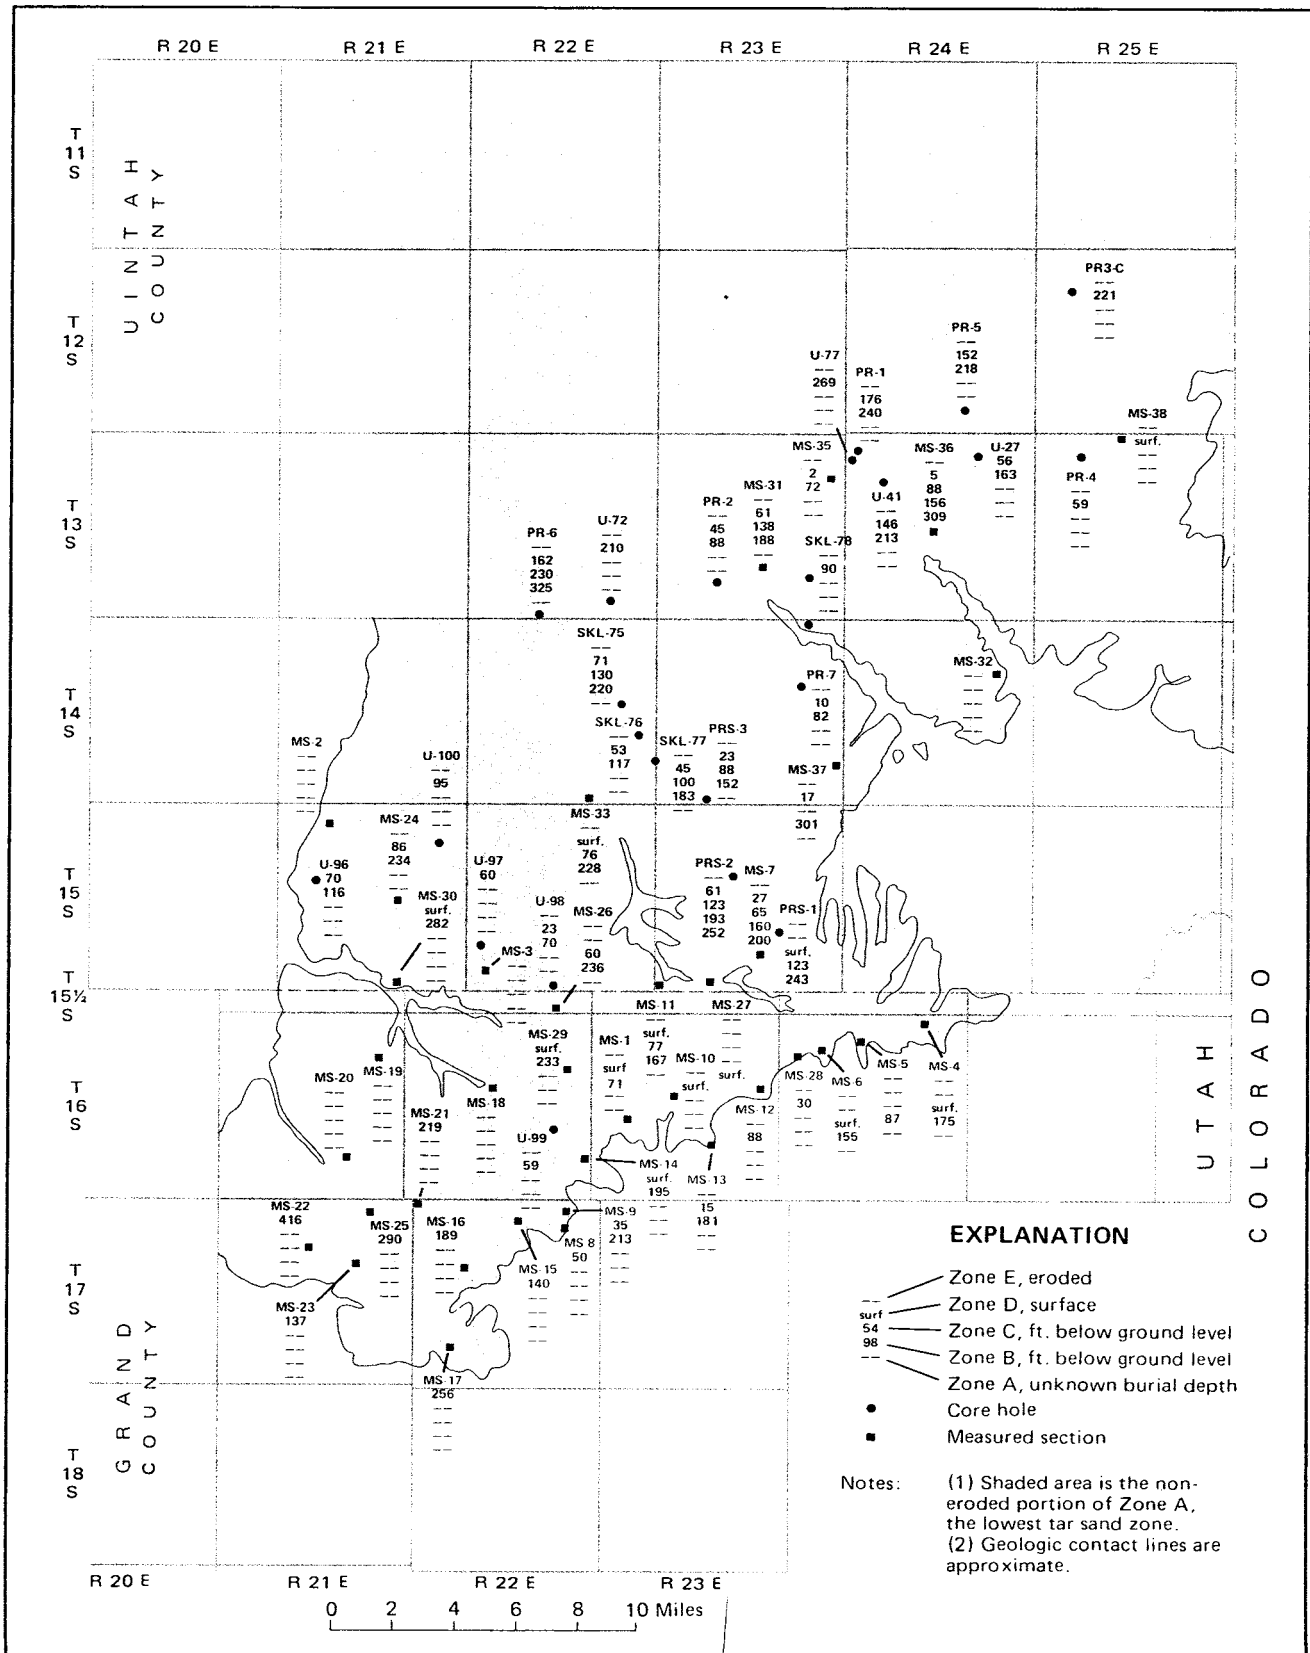 R 20 E R 21 E R 22 E R 23 E R 24 E R 25 E
T
11
S
UINTAH
COUNTY
T
12
S
PR3-C
--
221
--
--
--
PR-5
--
152
218
--
--
U-77
--
269
--
--
--
PR-1
--
176
240
--
--
MS-38
--
surf.
--
--
--
T
13
S
MS-35
--
2
72
--
--
MS-36
--
5
88
156
309
U-27
56
163
--
--
--
PR-4
--
59
--
--
--
MS-31
--
61
138
188
--
PR-2
--
45
88
--
--
U-41
--
146
213
--
--
SKL-78
--
90
--
--
--
U-72
--
210
--
--
--
PR-6
--
162
230
325
--
T
14
S
SKL-75
--
71
130
220
--
SKL-76
--
53
117
--
--
SKL-77
--
45
100
183
--
PRS-3
--
23
88
152
--
PR-7
--
10
82
--
--
MS-32
--
--
--
--
--
MS-37
--
17
--
301
--
MS-2
--
--
--
--
--
U-100
--
95
--
--
--
T
15
S
MS-24
--
86
234
--
--
U-96
70
116
--
--
--
MS-30
surf.
282
--
--
--
U-97
60
--
--
--
--
MS-33
--
surf.
76
228
--
U-98
--
23
70
--
--
MS-26
--
--
60
236
--
MS-3
--
--
--
--
--
PRS-2
--
61
123
193
252
MS-7
--
27
65
160
200
PRS-1
--
--
surf.
123
243
T
15½
S
MS-11
--
surf.
77
167
--
MS-27
--
--
--
--
surf.
T
16
S
MS-29
surf.
233
--
--
--
MS-1
--
surf
71
--
--
MS-10
--
surf.
--
--
--
MS-20
--
--
--
--
--
MS-19
--
--
--
--
--
MS-21
219
--
--
--
--
MS-18
--
--
--
--
--
U-99
--
59
--
--
--
MS-14
surf.
195
--
--
--
MS-12
--
88
--
--
--
MS-13
--
15
181
--
--
MS-28
--
30
--
--
--
MS-6
--
--
--
surf.
155
--
MS-5
--
--
--
87
--
MS-4
--
--
surf.
175
--
T
17
S
MS-22
416
--
--
--
--
MS-25
290
--
--
--
--
MS-16
189
--
--
--
--
MS-15
140
--
--
--
--
MS-9
35
213
--
--
--
MS 8
50
--
--
--
--
MS-23
137
--
--
--
--
MS-17
256
--
--
--
--
T
18
S
GRAND
COUNTY
UTAH
COLORADO
EXPLANATION
-- Zone E, eroded
surf Zone D, surface
54 Zone C, ft. below ground level
98 Zone B, ft. below ground level
-- Zone A, unknown burial depth
Core hole
Measured section
Notes: (1) Shaded area is the non-
eroded portion of Zone A,
the lowest tar sand zone.
(2) Geologic contact lines are
approximate.
R 20 E R 21 E R 22 E R 23 E
0 2 4 6 8 10 Miles